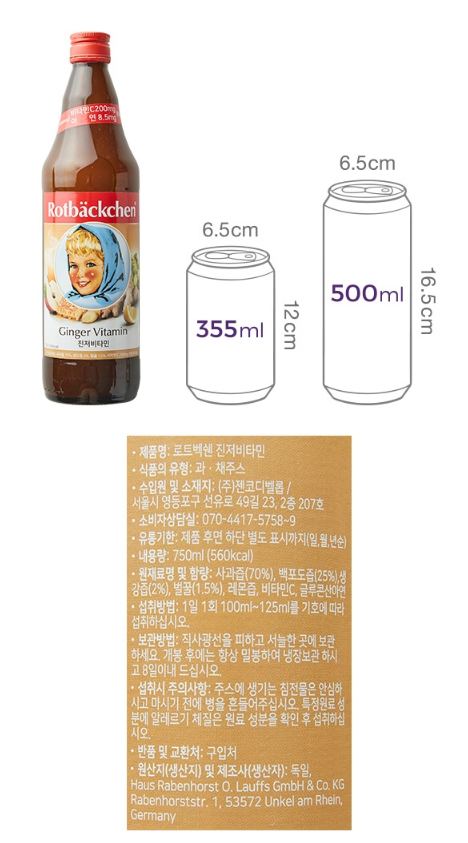 비타민C200mg
연 8.5mg
Rotbäckchen
Ginger Vitamin
진저비타민
6.5cm
355ml
12cm
6.5cm
500ml
16.5cm
· 제품명: 로트벡쉔 진저비타민
· 식품의 유형: 과 · 채주스
· 수입원 및 소재지: (주)젠코디벨롭 /
서울시 영등포구 선유로 49길 23, 2층 207호
· 소비자상담실: 070-4417-5758~9
· 유통기한: 제품 후면 하단 별도 표시까지(일,월,년순)
· 내용량: 750ml (560kcal)
· 원재료명 및 함량: 사과즙(70%), 백포도즙(25%),생
강즙(2%), 벌꿀(1.5%), 레몬즙, 비타민C, 글루콘산아연
· 섭취방법: 1일 1회 100ml~125ml를 기호에 따라
섭취하십시오.
· 보관방법: 직사광선을 피하고 서늘한 곳에 보관
하세요. 개봉 후에는 항상 밀봉하여 냉장보관 하시
고 8일이내 드십시오.
· 섭취시 주의사항: 주스에 생기는 침전물은 안심하
시고 마시기 전에 병을 흔들어주십시오. 특정원료 성
분에 알레르기 체질은 원료 성분을 확인 후 섭취하십
시오.
· 반품 및 교환처: 구입처
· 원산지(생산지) 및 제조사(생산자): 독일,
Haus Rabenhorst O. Lauffs GmbH & Co. KG
Rabenhorststr. 1, 53572 Unkel am Rhein,
Germany